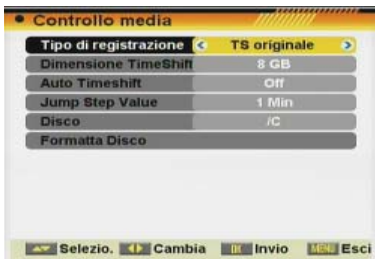 Controllo media
Tipo di registrazione TS originale
Dimensione TimeShift 8 GB
Auto Timeshift Off
Jump Step Value 1 Min
Disco /C
Formatta Disco
Selezio. Cambia OK Invio MENU Esci